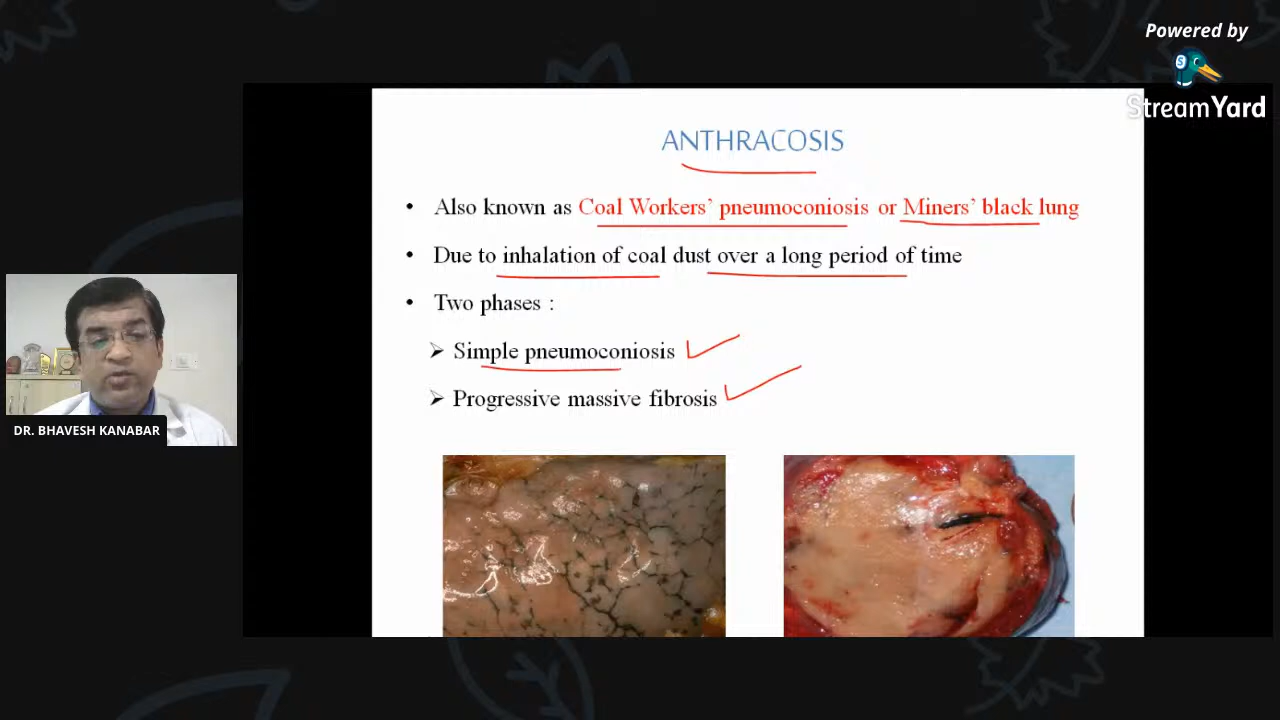 Powered by
StreamYard
ANTHRACOSIS
• Also known as Coal Workers’ pneumoconiosis or Miners’ black lung
• Due to inhalation of coal dust over a long period of time
• Two phases :
➢ Simple pneumoconiosis
➢ Progressive massive fibrosis
DR. BHAVESH KANABAR